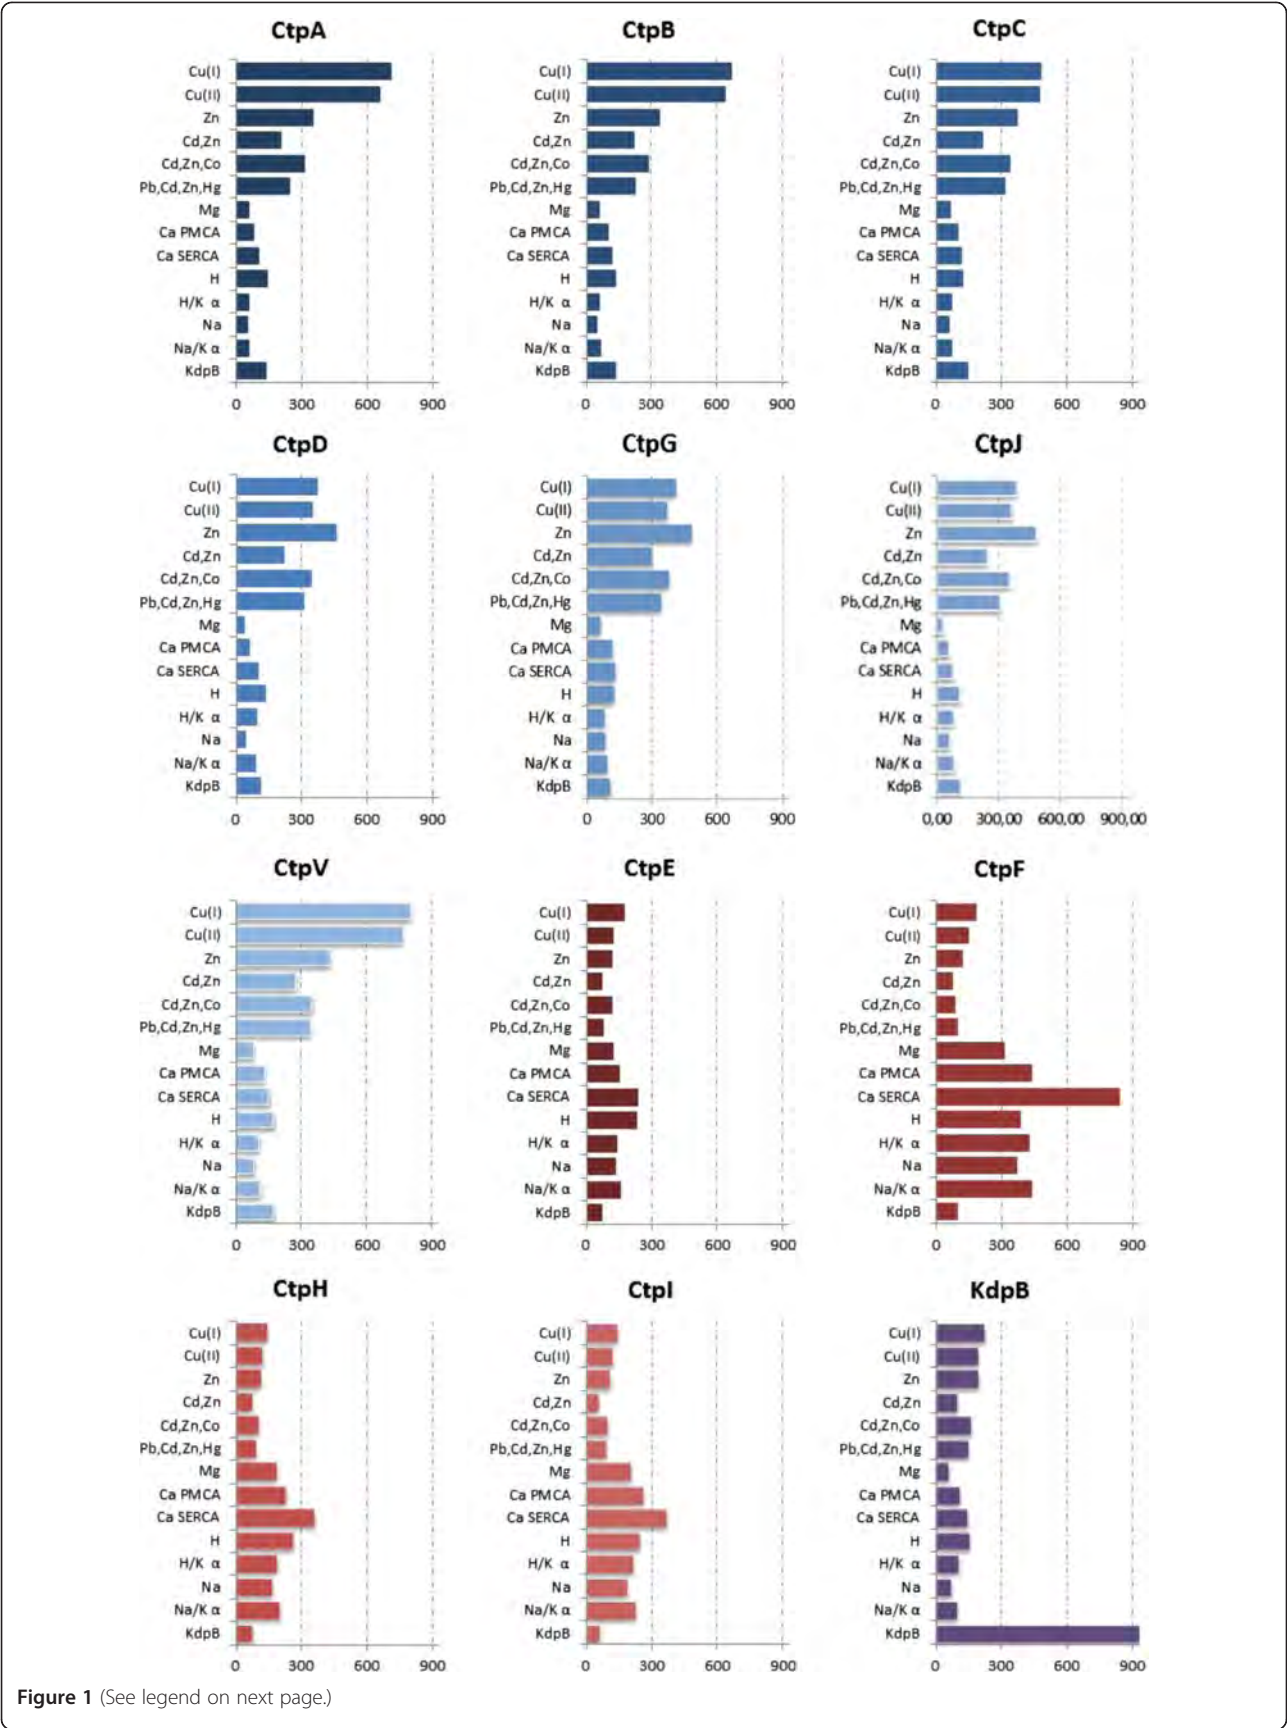 CtpA
Cu(I)
Cu(II)
Zn
Cd,Zn
Cd,Zn,Co
Pb,Cd,Zn,Hg
Mg
Ca PMCA
Ca SERCA
H
H/K α
Na
Na/K α
KdpB
0 300 600 900
CtpB
Cu(I)
Cu(II)
Zn
Cd,Zn
Cd,Zn,Co
Pb,Cd,Zn,Hg
Mg
Ca PMCA
Ca SERCA
H
H/K α
Na
Na/K α
KdpB
0 300 600 900
CtpC
Cu(I)
Cu(II)
Zn
Cd,Zn
Cd,Zn,Co
Pb,Cd,Zn,Hg
Mg
Ca PMCA
Ca SERCA
H
H/K α
Na
Na/K α
KdpB
0 300 600 900
CtpD
Cu(I)
Cu(II)
Zn
Cd,Zn
Cd,Zn,Co
Pb,Cd,Zn,Hg
Mg
Ca PMCA
Ca SERCA
H
H/K α
Na
Na/K α
KdpB
0 300 600 900
CtpG
Cu(I)
Cu(II)
Zn
Cd,Zn
Cd,Zn,Co
Pb,Cd,Zn,Hg
Mg
Ca PMCA
Ca SERCA
H
H/K α
Na
Na/K α
KdpB
0 300 600 900
CtpJ
Cu(I)
Cu(II)
Zn
Cd,Zn
Cd,Zn,Co
Pb,Cd,Zn,Hg
Mg
Ca PMCA
Ca SERCA
H
H/K α
Na
Na/K α
KdpB
0,00 300,00 600,00 900,00
CtpV
Cu(I)
Cu(II)
Zn
Cd,Zn
Cd,Zn,Co
Pb,Cd,Zn,Hg
Mg
Ca PMCA
Ca SERCA
H
H/K α
Na
Na/K α
KdpB
0 300 600 900
CtpE
Cu(I)
Cu(II)
Zn
Cd,Zn
Cd,Zn,Co
Pb,Cd,Zn,Hg
Mg
Ca PMCA
Ca SERCA
H
H/K α
Na
Na/K α
KdpB
0 300 600 900
CtpF
Cu(I)
Cu(II)
Zn
Cd,Zn
Cd,Zn,Co
Pb,Cd,Zn,Hg
Mg
Ca PMCA
Ca SERCA
H
H/K α
Na
Na/K α
KdpB
0 300 600 900
CtpH
Cu(I)
Cu(II)
Zn
Cd,Zn
Cd,Zn,Co
Pb,Cd,Zn,Hg
Mg
Ca PMCA
Ca SERCA
H
H/K α
Na
Na/K α
KdpB
0 300 600 900
CtpI
Cu(I)
Cu(II)
Zn
Cd,Zn
Cd,Zn,Co
Pb,Cd,Zn,Hg
Mg
Ca PMCA
Ca SERCA
H
H/K α
Na
Na/K α
KdpB
0 300 600 900
KdpB
Cu(I)
Cu(II)
Zn
Cd,Zn
Cd,Zn,Co
Pb,Cd,Zn,Hg
Mg
Ca PMCA
Ca SERCA
H
H/K α
Na
Na/K α
KdpB
0 300 600 900
Figure 1 (See legend on next page.)